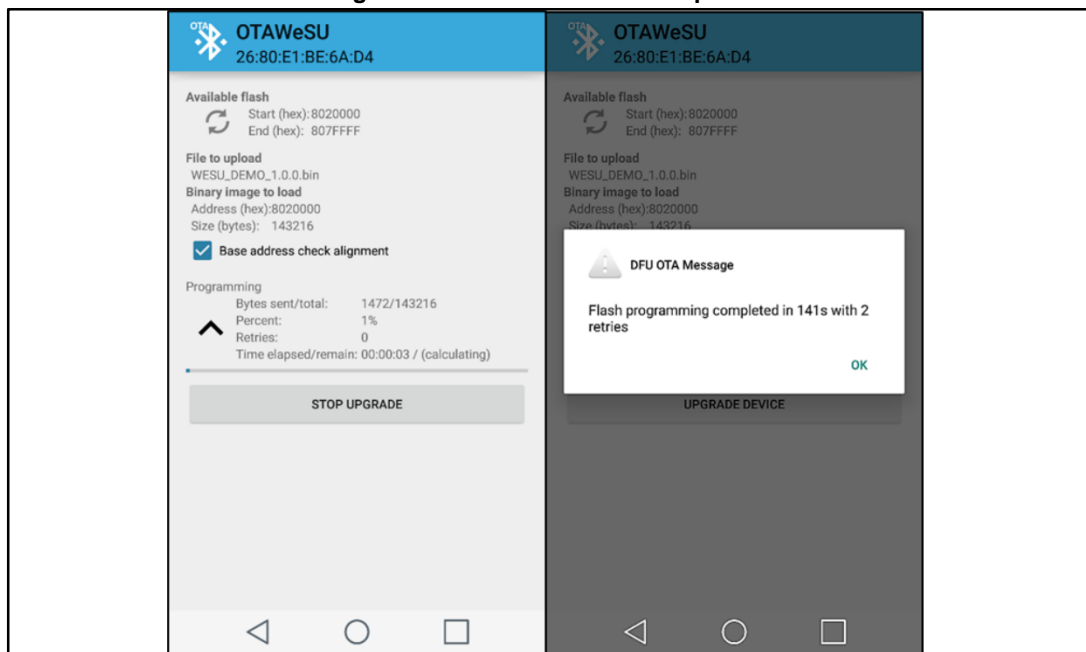 OTA
OTAWeSU
26:80:E1:BE:6A:D4
Available flash
Start (hex):8020000
End (hex): 807FFFF
File to upload
WESU_DEMO_1.0.0.bin
Binary image to load
Address (hex):8020000
Size (bytes): 143216
Base address check alignment
Programming
Bytes sent/total: 1472/143216
Percent: 1%
Retries: 0
Time elapsed/remain: 00:00:03 / (calculating)
STOP UPGRADE
OTA
OTAWeSU
26:80:E1:BE:6A:D4
Available flash
Start (hex):8020000
End (hex): 807FFFF
File to upload
WESU_DEMO_1.0.0.bin
Binary image to load
Address (hex):8020000
Size (bytes): 143216
DFU OTA Message
Flash programming completed in 141s with 2
retries
OK
UPGRADE DEVICE